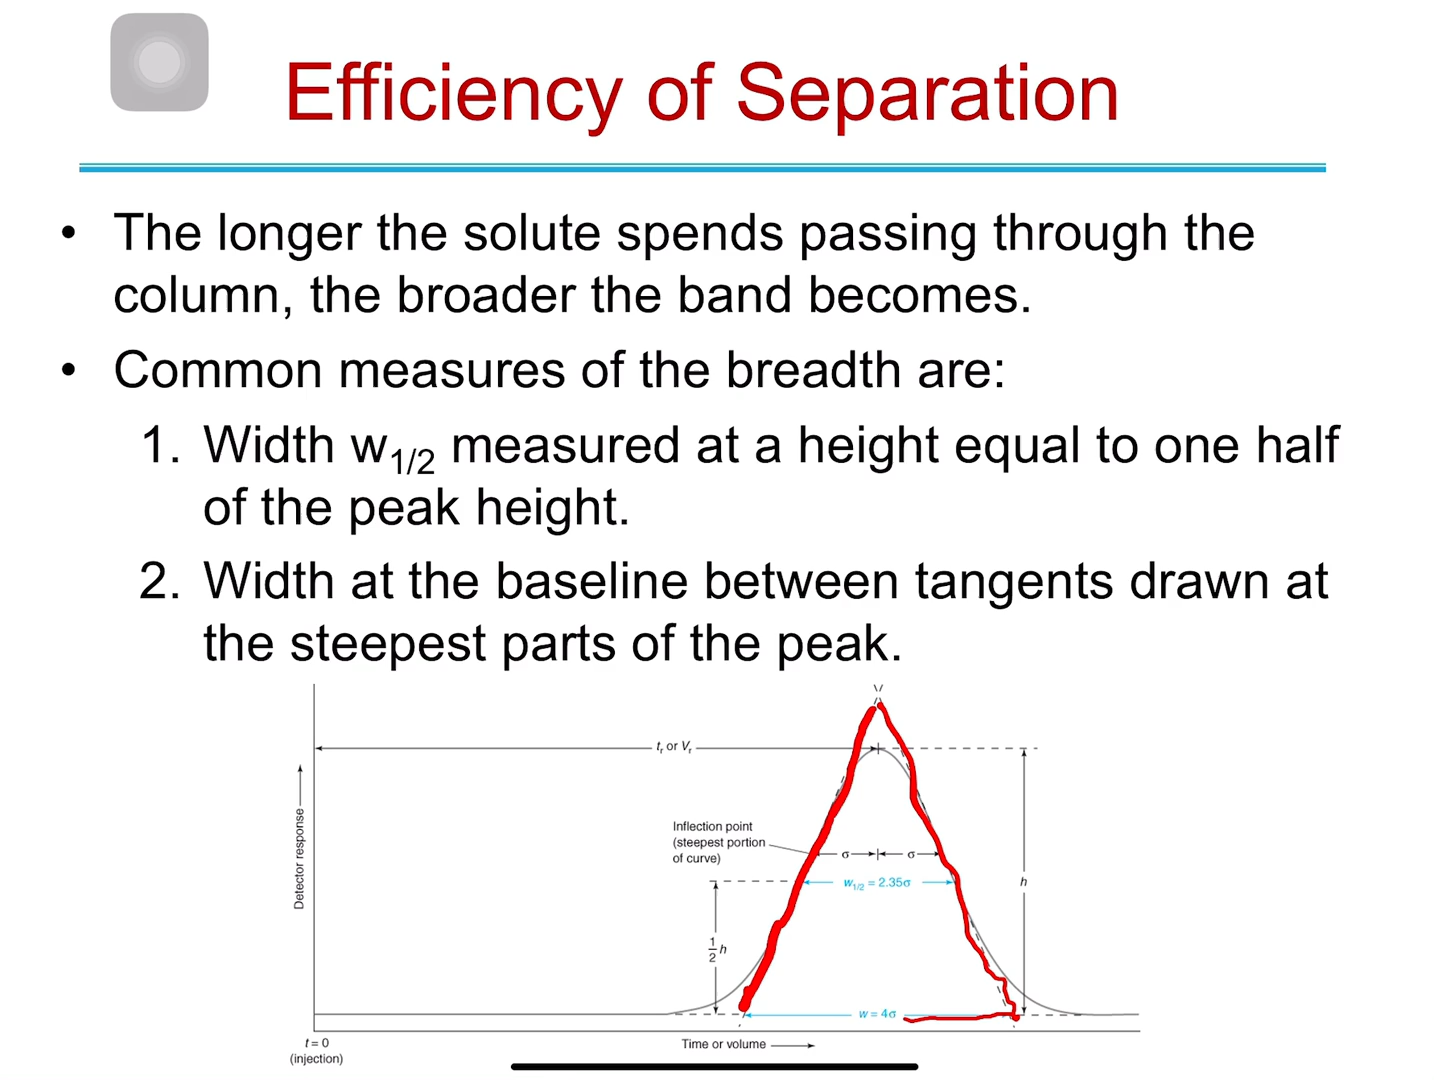 Efficiency of Separation
• The longer the solute spends passing through the
column, the broader the band becomes.
• Common measures of the breadth are:
1. Width w1/2 measured at a height equal to one half
of the peak height.
2. Width at the baseline between tangents drawn at
the steepest parts of the peak.
tr or Vr
Detector response
Inflection point
(steepest portion
of curve)
σ σ
w1/2 = 2.35σ
h
1/2 h
w = 4σ
t = 0
(injection)
Time or volume